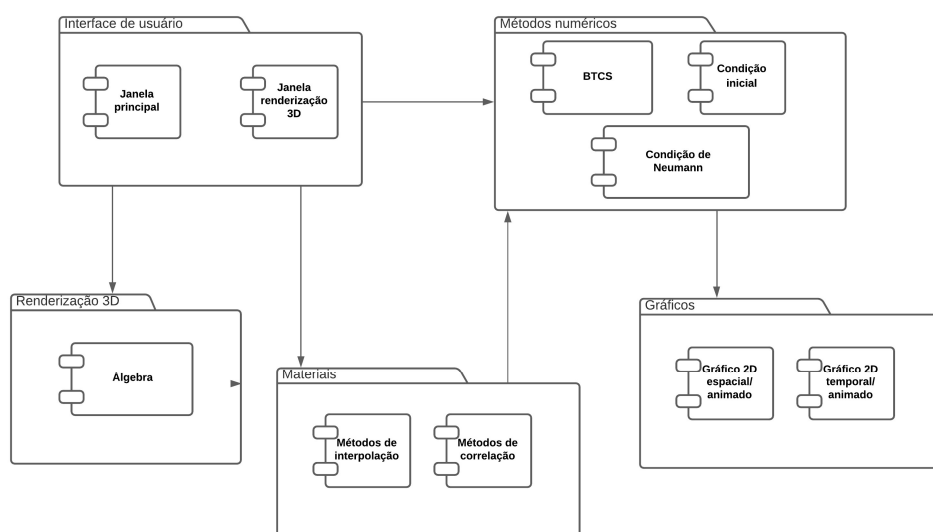 Interface de usuário
Janela
principal
Janela
renderização
3D
Métodos numéricos
BTCS
Condição
inicial
Condição de
Neumann
Renderização 3D
Álgebra
Materiais
Métodos de
interpolação
Métodos de
correlação
Gráficos
Gráfico 2D
espacial/
animado
Gráfico 2D
temporal/
animado